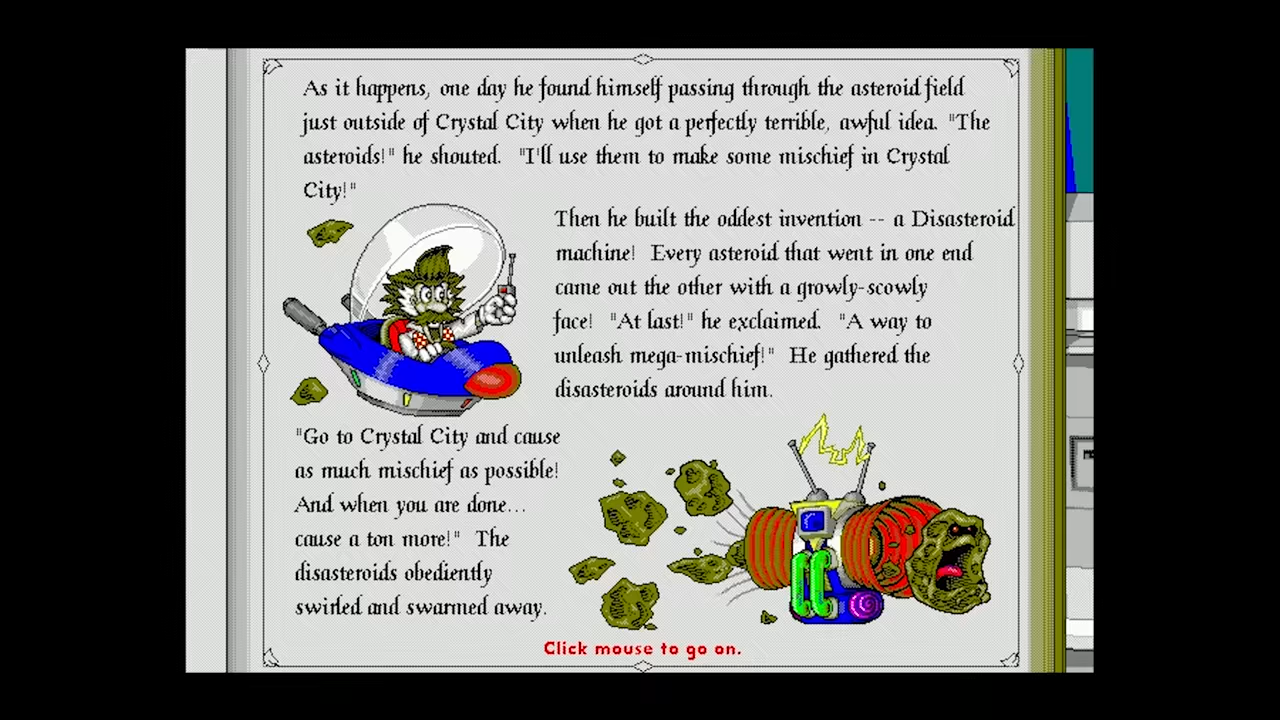 As it happens, one day he found himself passing through the asteroid field
just outside of Crystal City when he got a perfectly terrible, awful idea. "The
asteroids!" he shouted. "I'll use them to make some mischief in Crystal
City!"
Then he built the oddest invention -- a Disasteroid
machine! Every asteroid that went in one end
came out the other with a growly-scowly
face! "At last!" he exclaimed. "A way to
unleash mega-mischief!" He gathered the
disasteroids around him.
"Go to Crystal City and cause
as much mischief as possible!
And when you are done...
cause a ton more!" The
disasteroids obediently
swirled and swarmed away.
Click mouse to go on.